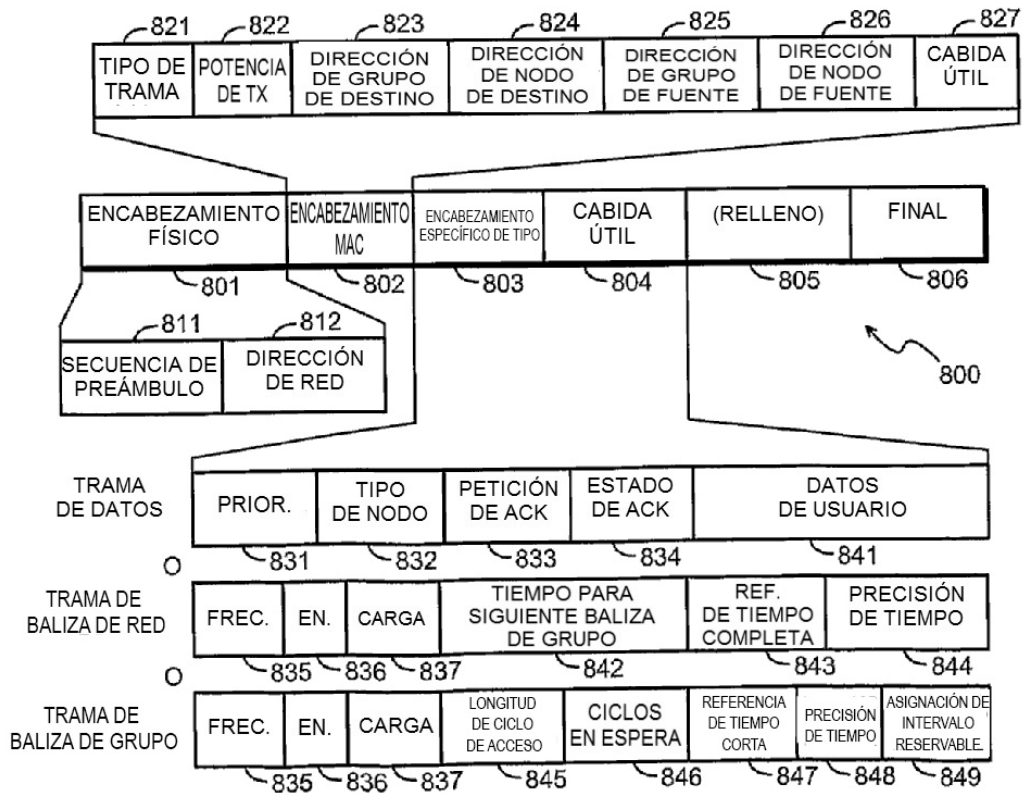 821 822 823 824 825 826 827
TIPO DE TRAMA
POTENCIA DE TX
DIRECCIÓN DE GRUPO DE DESTINO
DIRECCIÓN DE NODO DE DESTINO
DIRECCIÓN DE GRUPO DE FUENTE
DIRECCIÓN DE NODO DE FUENTE
CABIDA ÚTIL
ENCABEZAMIENTO FÍSICO
ENCABEZAMIENTO MAC
ENCABEZAMIENTO ESPECÍFICO DE TIPO
CABIDA ÚTIL
(RELLENO)
FINAL
801 802 803 804 805 806
811 812
SECUENCIA DE PREÁMBULO
DIRECCIÓN DE RED
800
TRAMA DE DATOS
PRIOR.
TIPO DE NODO
PETICIÓN DE ACK
ESTADO DE ACK
DATOS DE USUARIO
831 832 833 834 841
O
TRAMA DE BALIZA DE RED
FREC.
EN.
CARGA
TIEMPO PARA SIGUIENTE BALIZA DE GRUPO
REF. DE TIEMPO COMPLETA
PRECISIÓN DE TIEMPO
835 836 837 842 843 844
O
TRAMA DE BALIZA DE GRUPO
FREC.
EN.
CARGA
LONGITUD DE CICLO DE ACCESO
CICLOS EN ESPERA
REFERENCIA DE TIEMPO CORTA
PRECISIÓN DE TIEMPO
ASIGNACIÓN DE INTERVALO RESERVABLE.
835 836 837 845 846 847 848 849